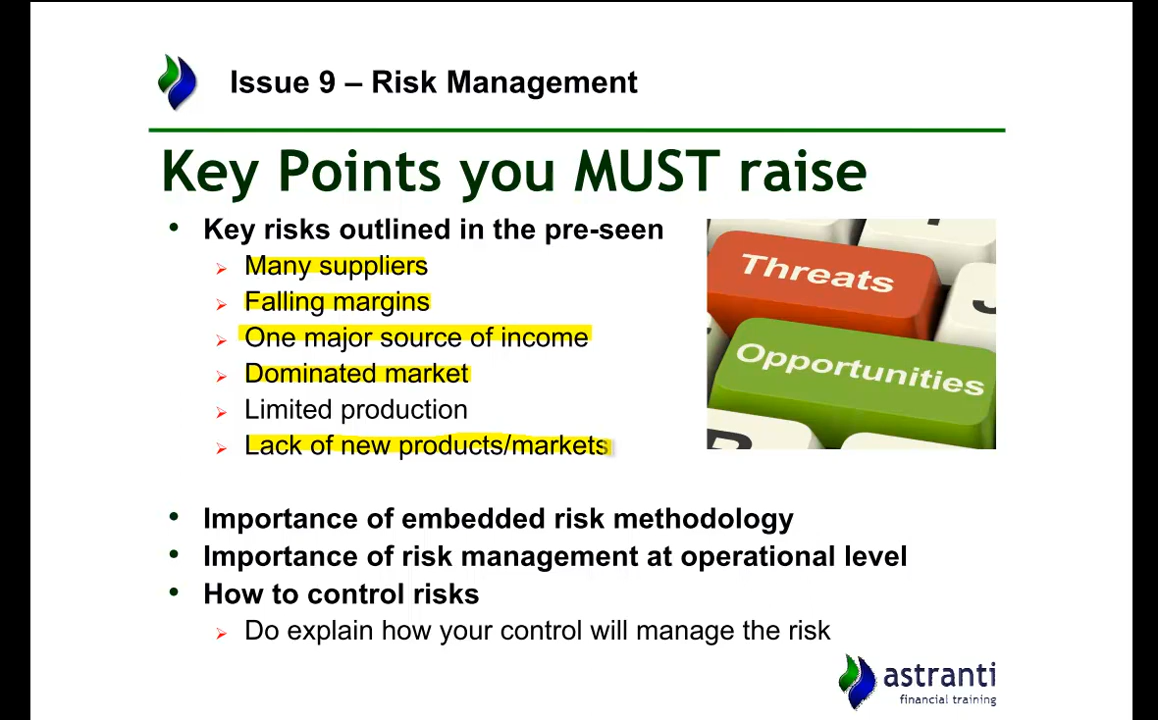 Issue 9 – Risk Management
Key Points you MUST raise
• Key risks outlined in the pre-seen
➢ Many suppliers
➢ Falling margins
➢ One major source of income
➢ Dominated market
➢ Limited production
➢ Lack of new products/markets
Threats
Opportunities
• Importance of embedded risk methodology
• Importance of risk management at operational level
• How to control risks
➢ Do explain how your control will manage the risk
astranti
financial training